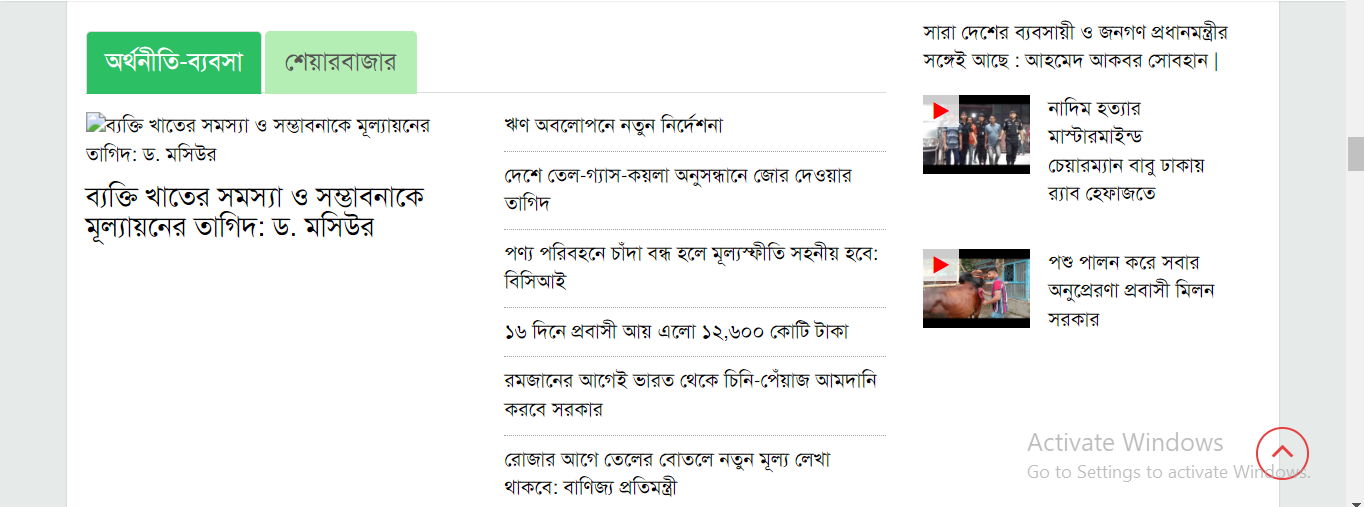 অর্থনীতি-ব্যবসা
শেয়ারবাজার
ব্যক্তি খাতের সমস্যা ও সম্ভাবনাকে মূল্যায়নের
তাগিদ: ড. মসিউর
ব্যক্তি খাতের সমস্যা ও সম্ভাবনাকে
মূল্যায়নের তাগিদ: ড. মসিউর
ঋণ অবলোপনে নতুন নির্দেশনা
দেশে তেল-গ্যাস-কয়লা অনুসন্ধানে জোর দেওয়ার
তাগিদ
পণ্য পরিবহনে চাঁদা বন্ধ হলে মূল্যস্ফীতি সহনীয় হবে:
বিসিআই
১৬ দিনে প্রবাসী আয় এলো ১২,৬০০ কোটি টাকা
রমজানের আগেই ভারত থেকে চিনি-পেঁয়াজ আমদানি
করবে সরকার
রোজার আগে তেলের বোতলে নতুন মূল্য লেখা
থাকবে: বাণিজ্য প্রতিমন্ত্রী
সারা দেশের ব্যবসায়ী ও জনগণ প্রধানমন্ত্রীর
সঙ্গেই আছে : আহমেদ আকবর সোবহান |
নাদিম হত্যার
মাস্টারমাইন্ড
চেয়ারম্যান বাবু ঢাকায়
র‍্যাব হেফাজতে
পশু পালন করে সবার
অনুপ্রেরণা প্রবাসী মিলন
সরকার
Activate Windows
Go to Settings to activate Windows.